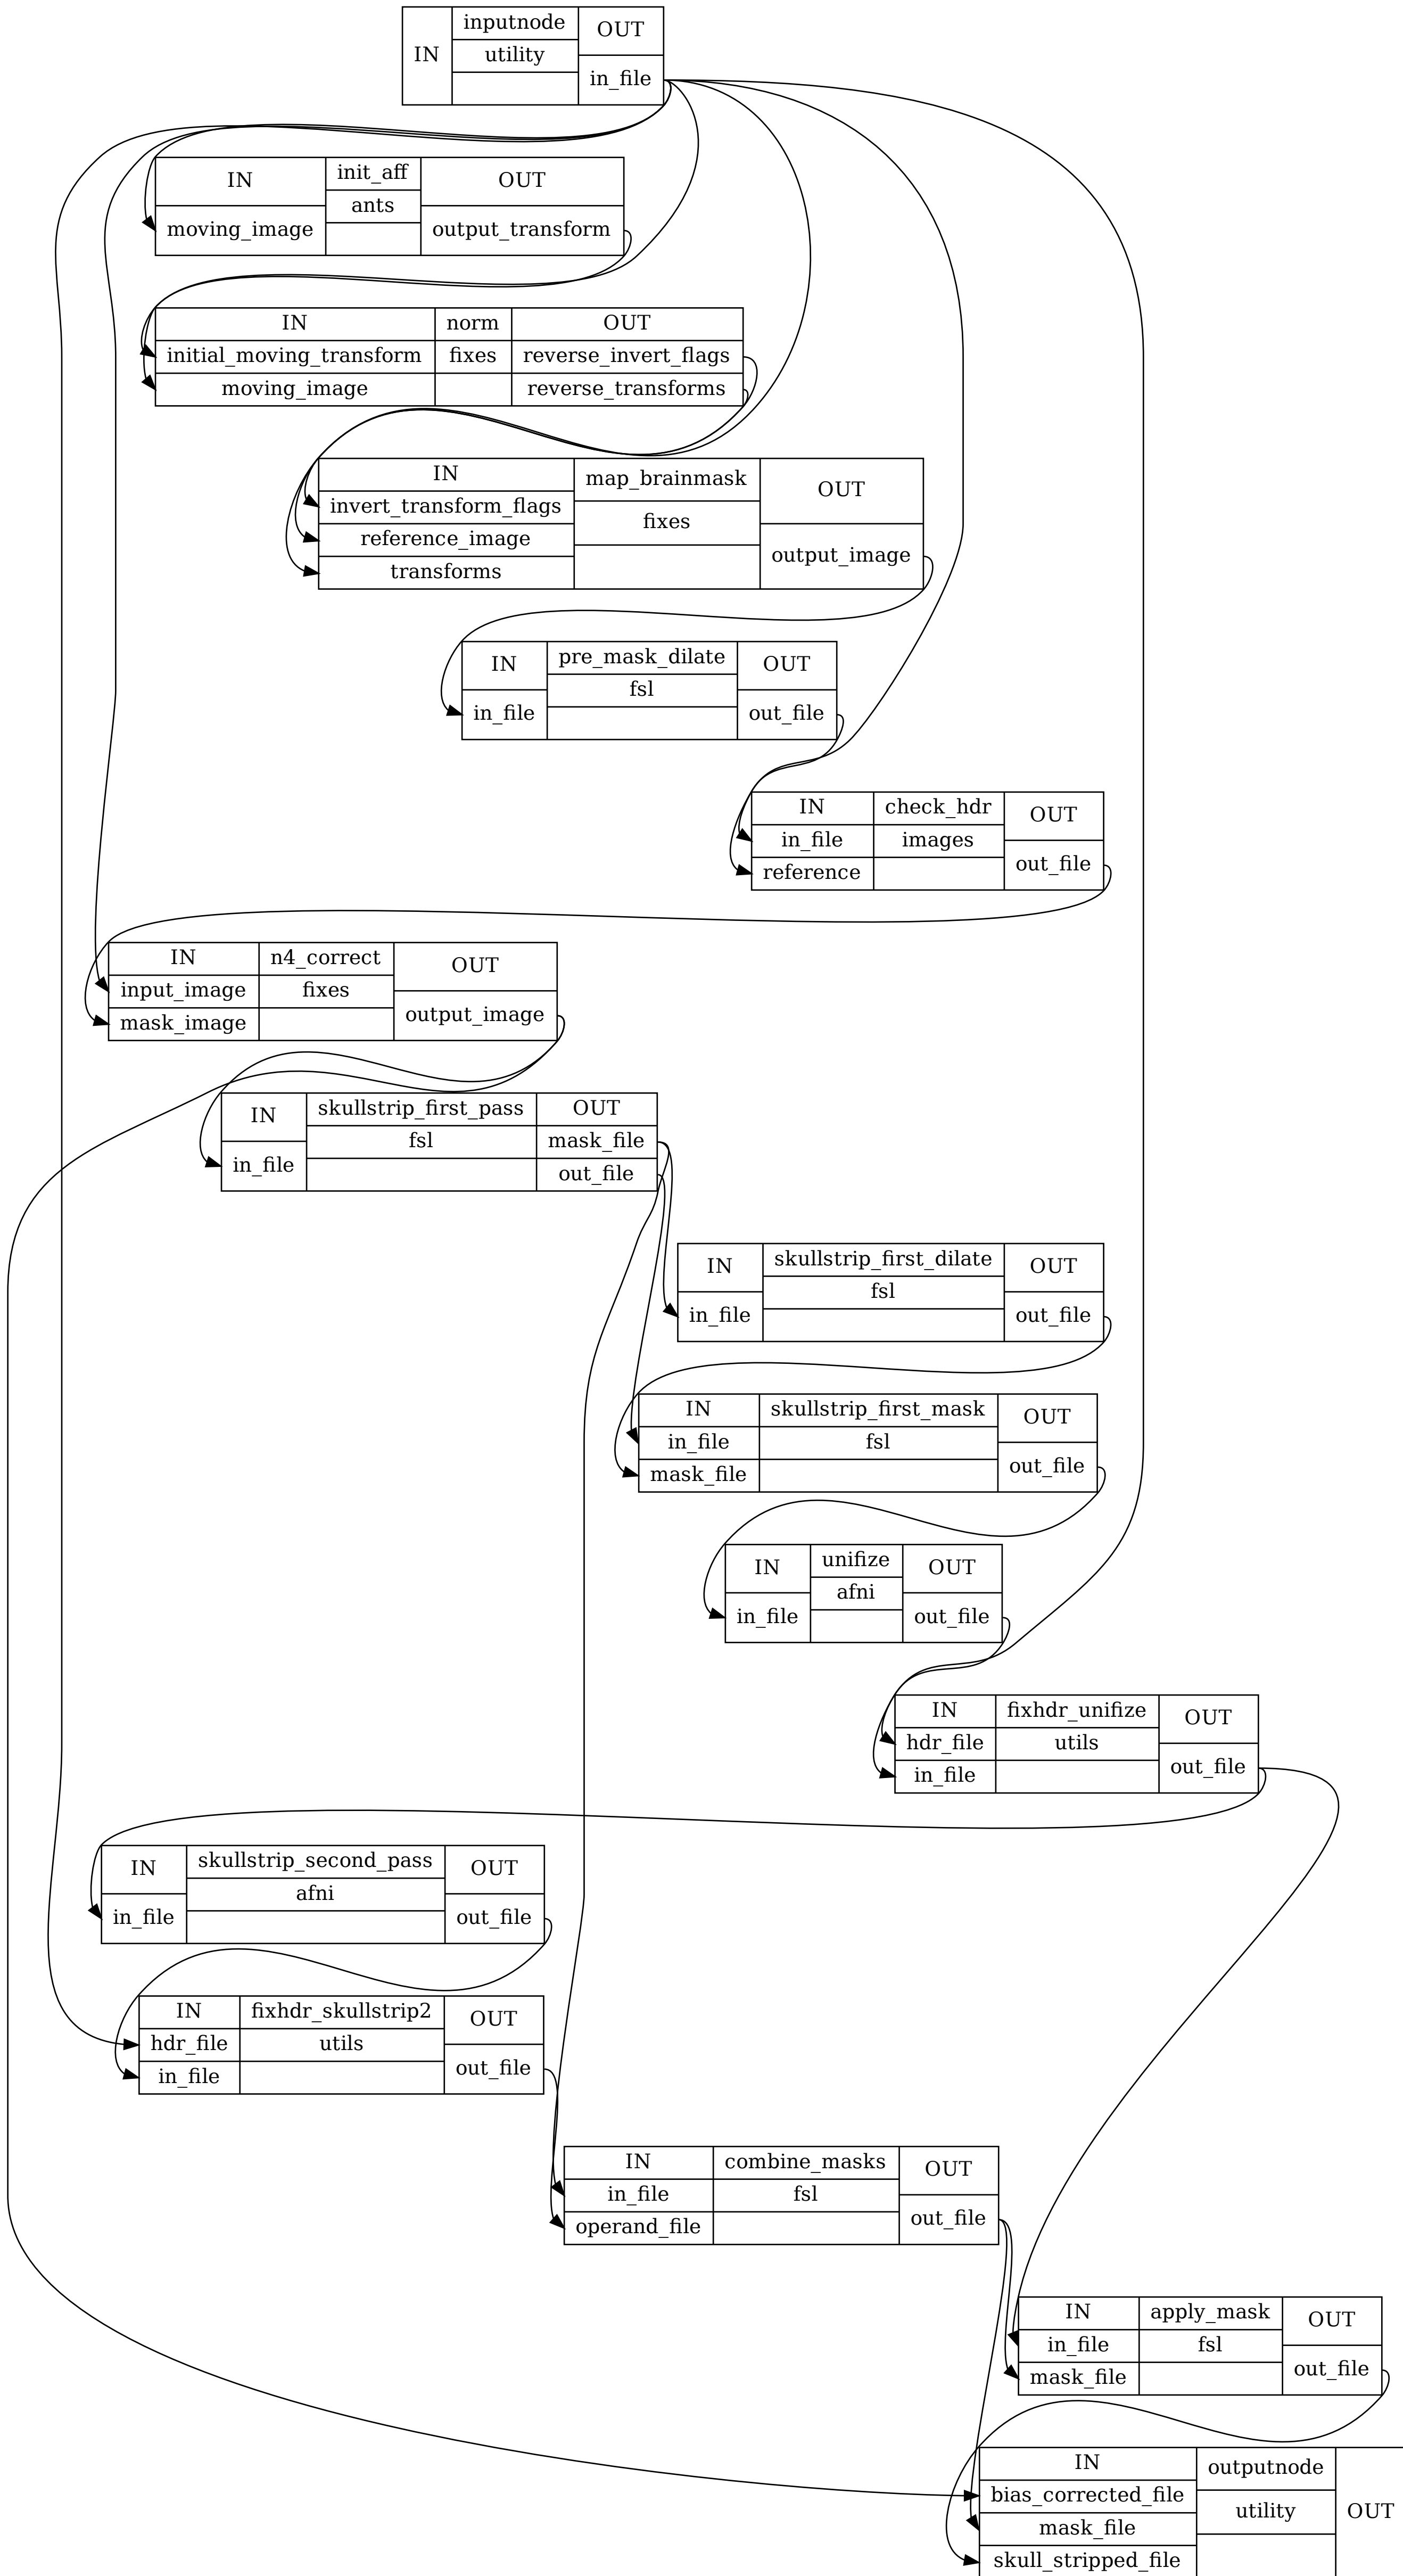 IN
inputnode
utility
OUT
in_file
IN
moving_image
init_aff
ants
OUT
output_transform
IN
initial_moving_transform
moving_image
norm
fixes
OUT
reverse_invert_flags
reverse_transforms
IN
invert_transform_flags
reference_image
transforms
map_brainmask
fixes
OUT
output_image
IN
in_file
pre_mask_dilate
fsl
OUT
out_file
IN
in_file
reference
check_hdr
images
OUT
out_file
IN
input_image
mask_image
n4_correct
fixes
OUT
output_image
IN
in_file
skullstrip_first_pass
fsl
OUT
mask_file
out_file
IN
in_file
skullstrip_first_dilate
fsl
OUT
out_file
IN
in_file
mask_file
skullstrip_first_mask
fsl
OUT
out_file
IN
in_file
unifize
afni
OUT
out_file
IN
hdr_file
in_file
fixhdr_unifize
utils
OUT
out_file
IN
in_file
skullstrip_second_pass
afni
OUT
out_file
IN
hdr_file
in_file
fixhdr_skullstrip2
utils
OUT
out_file
IN
in_file
operand_file
combine_masks
fsl
OUT
out_file
IN
in_file
mask_file
apply_mask
fsl
OUT
out_file
IN
bias_corrected_file
mask_file
skull_stripped_file
outputnode
utility
OUT